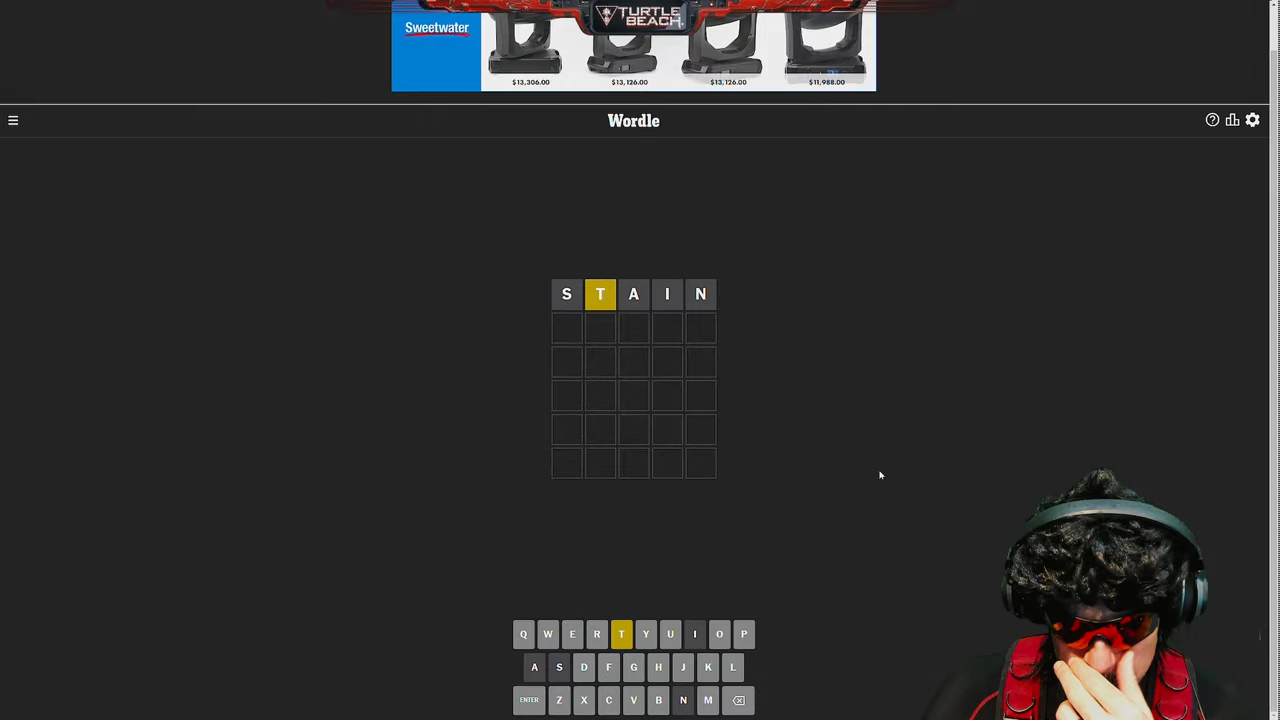 TURTLE
BEACH
Sweetwater
$13,306.00 $13,126.00 $13,126.00 $11,988.00
Wordle
S T A I N
Q W E R T Y U I O P
A S D F G H J K L
ENTER Z X C V B N M